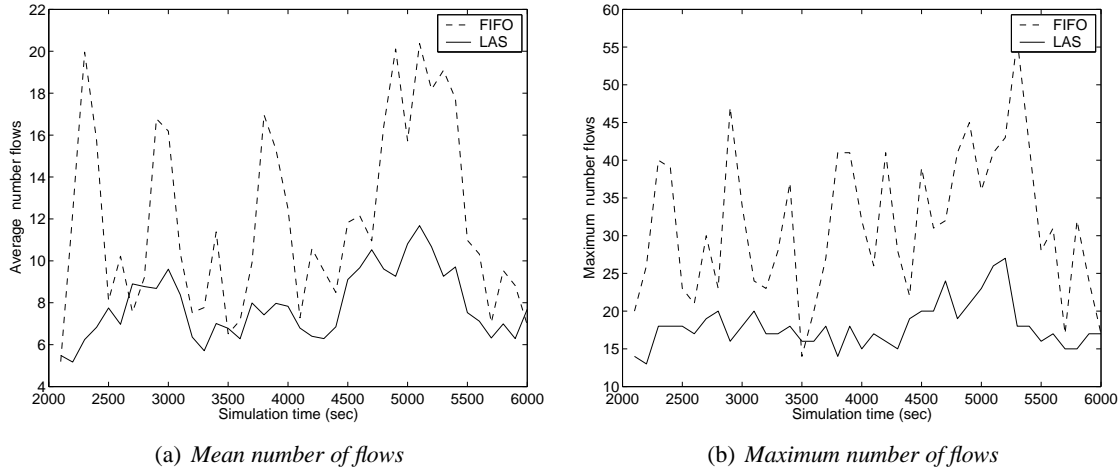 22
20
18
16
14
12
10
8
6
4
Average number flows
2000 2500 3000 3500 4000 4500 5000 5500 6000
Simulation time (sec)
FIFO
LAS
(a) Mean number of flows
60
55
50
45
40
35
30
25
20
15
10
Maximum number flows
2000 2500 3000 3500 4000 4500 5000 5500 6000
Simulation time (sec)
FIFO
LAS
(b) Maximum number of flows